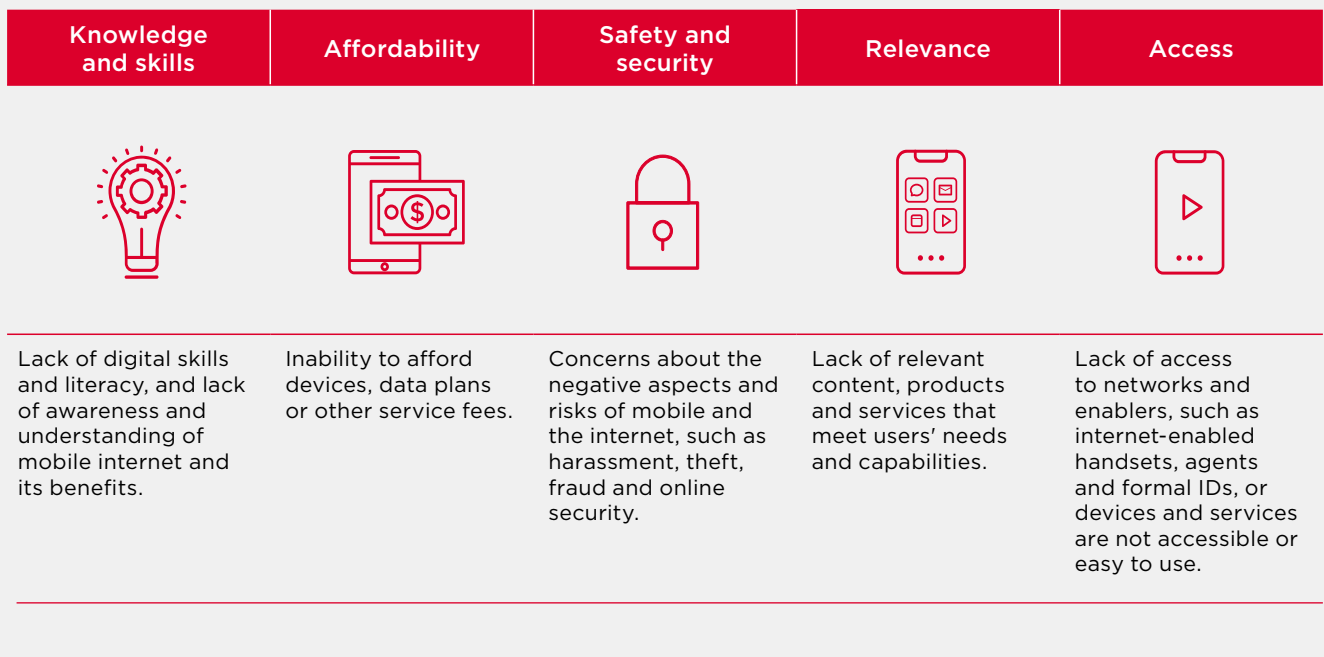 Knowledge
and skills
Affordability
Safety and
security
Relevance
Access
$
Lack of digital skills
and literacy, and lack
of awareness and
understanding of
mobile internet and
its benefits.
Inability to afford
devices, data plans
or other service fees.
Concerns about the
negative aspects and
risks of mobile and
the internet, such as
harassment, theft,
fraud and online
security.
Lack of relevant
content, products
and services that
meet users' needs
and capabilities.
Lack of access
to networks and
enablers, such as
internet-enabled
handsets, agents
and formal IDs, or
devices and services
are not accessible or
easy to use.